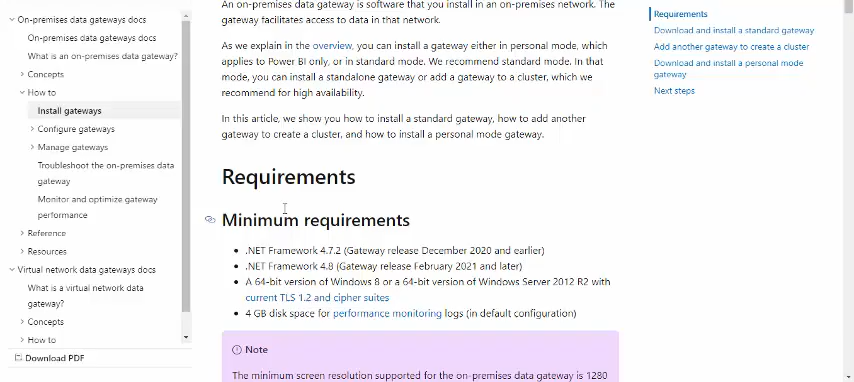 On-premises data gateways docs
On-premises data gateways docs
What is an on-premises data gateway?
Concepts
How to
Install gateways
Configure gateways
Manage gateways
Troubleshoot the on-premises data
gateway
Monitor and optimize gateway
performance
Reference
Resources
Virtual network data gateways docs
What is a virtual network data
gateway?
Concepts
How to
Download PDF
An on-premises data gateway is software that you install in an on-premises network. The
gateway facilitates access to data in that network.
As we explain in the overview, you can install a gateway either in personal mode, which
applies to Power BI only, or in standard mode. We recommend standard mode. In that
mode, you can install a standalone gateway or add a gateway to a cluster, which we
recommend for high availability.
In this article, we show you how to install a standard gateway, how to add another
gateway to create a cluster, and how to install a personal mode gateway.
Requirements
Minimum requirements
.NET Framework 4.7.2 (Gateway release December 2020 and earlier)
.NET Framework 4.8 (Gateway release February 2021 and later)
A 64-bit version of Windows 8 or a 64-bit version of Windows Server 2012 R2 with
current TLS 1.2 and cipher suites
4 GB disk space for performance monitoring logs (in default configuration)
Note
The minimum screen resolution supported for the on-premises data gateway is 1280
Requirements
Download and install a standard gateway
Add another gateway to create a cluster
Download and install a personal mode
gateway
Next steps